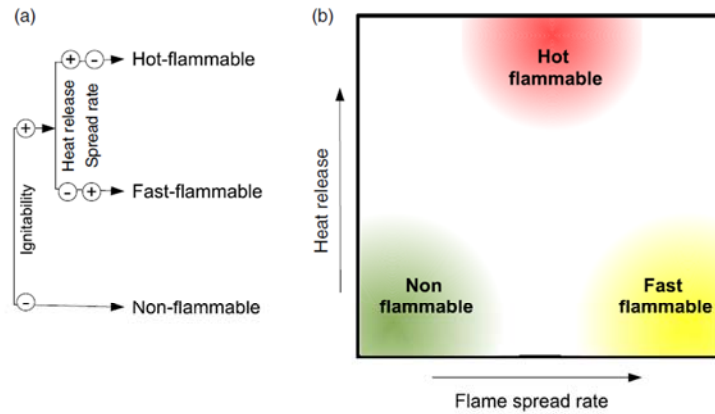 (a)
Ignitability
+
-
Heat release
Spread rate
+ -
Hot-flammable
- +
Fast-flammable
Non-flammable
(b)
Heat release
Hot
flammable
Non
flammable
Fast
flammable
Flame spread rate